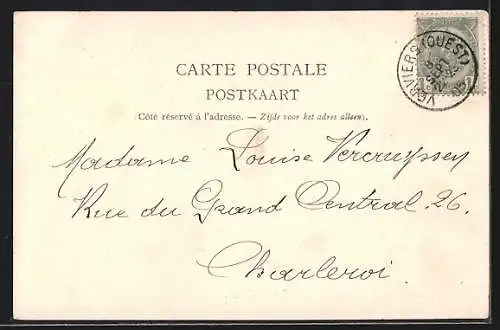 VERVIERS (OUEST)
CARTE POSTALE
POSTKAART
Côté réservé à l'adresse. — Zijde voor het adres alleen).
Madame Louise Vercruyssen
Rue du Grand Central. 26.
Charleroi.